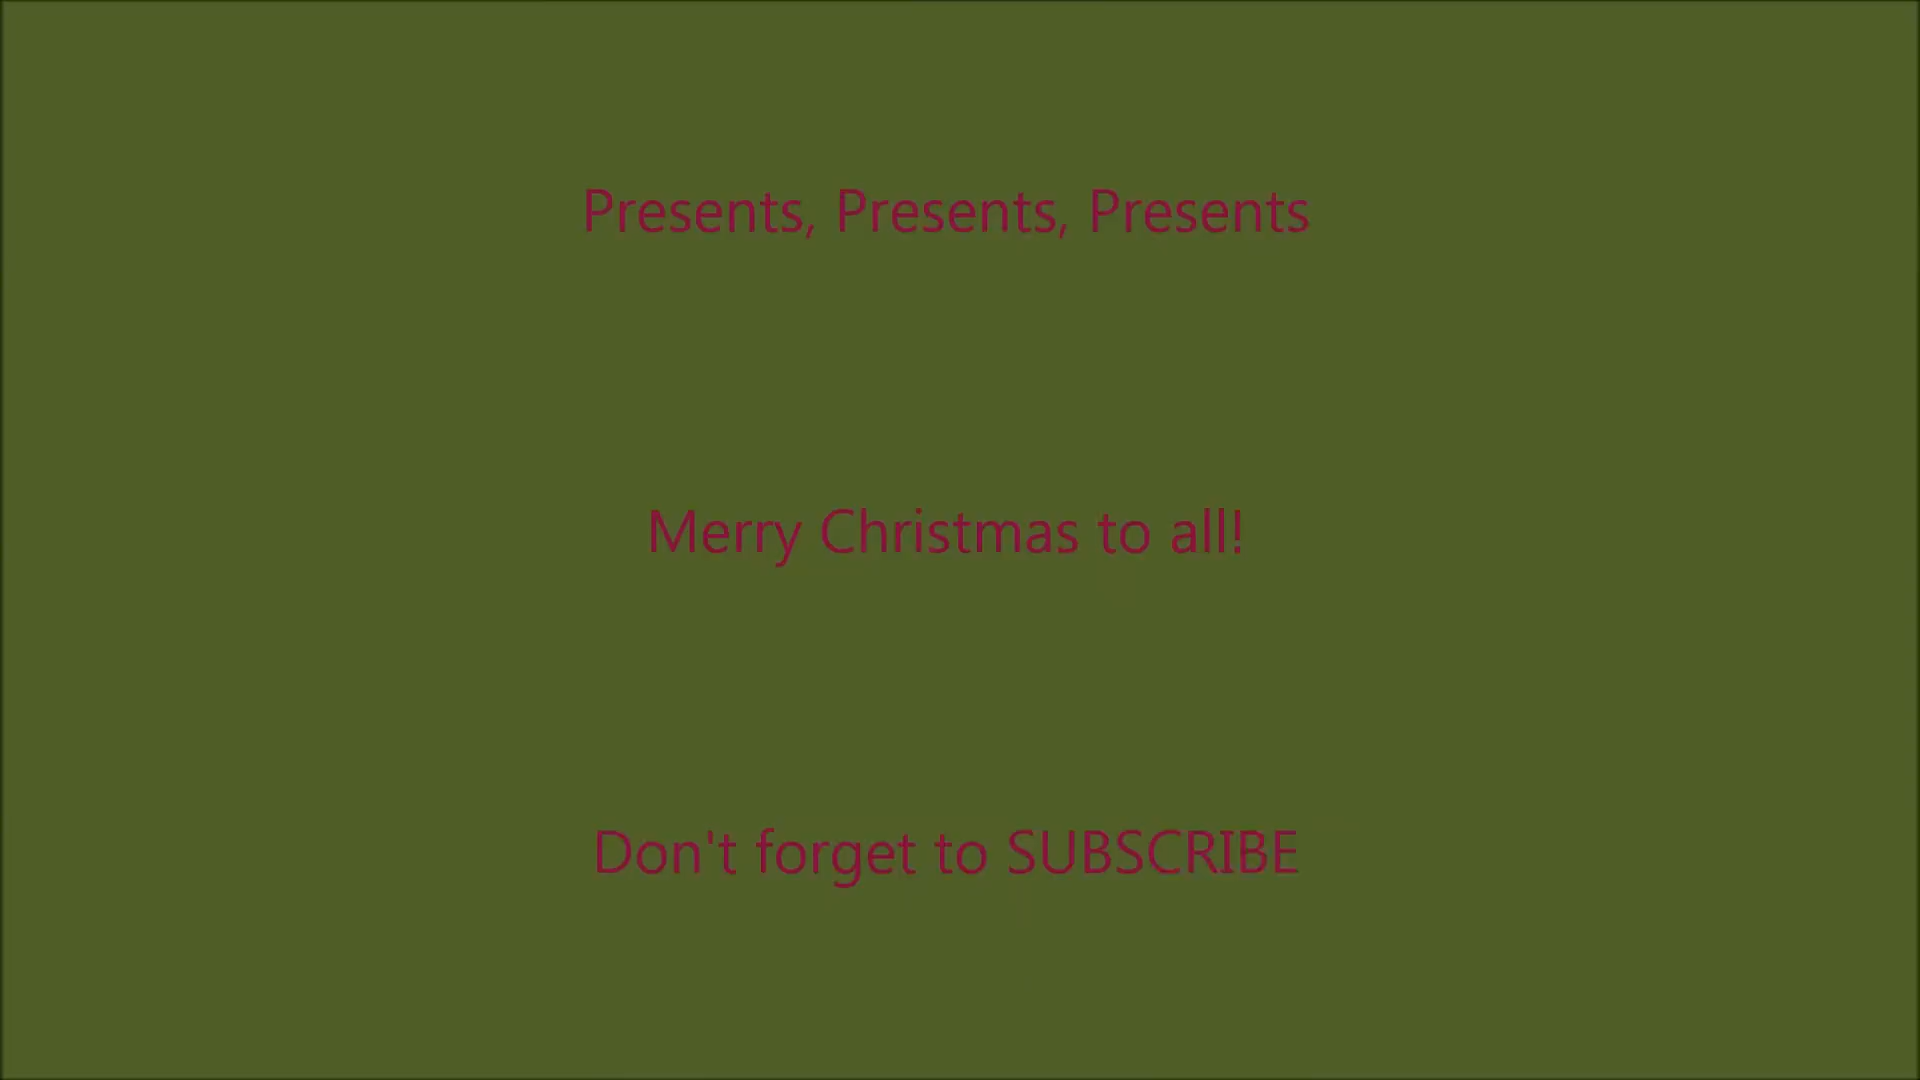 Presents, Presents, Presents
Merry Christmas to all!
Don't forget to SUBSCRIBE